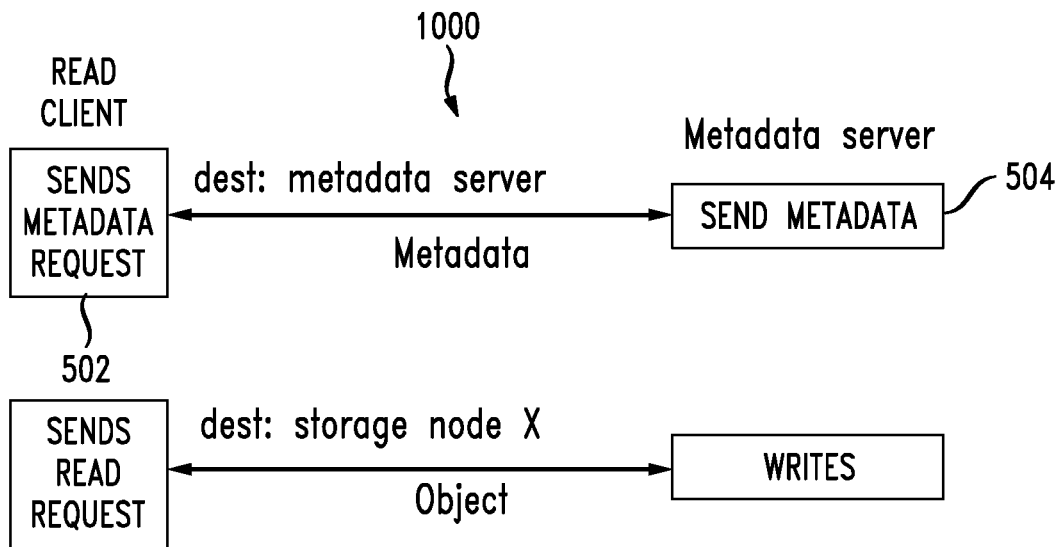 1000
READ
CLIENT
Metadata server
SENDS
METADATA
REQUEST
dest: metadata server
Metadata
SEND METADATA
504
502
SENDS
READ
REQUEST
dest: storage node X
Object
WRITES